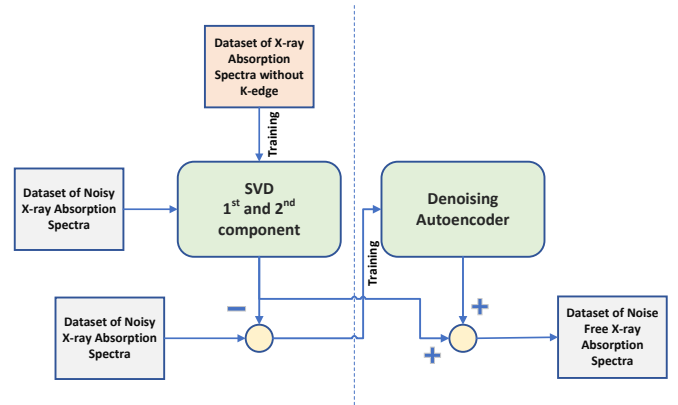 Dataset of X-ray
Absorption
Spectra without
K-edge
Training
Dataset of Noisy
X-ray Absorption
Spectra
SVD
1st and 2nd
component
Denoising
Autoencoder
Training
−
+
Dataset of Noisy
X-ray Absorption
Spectra
+
Dataset of Noise
Free X-ray
Absorption
Spectra